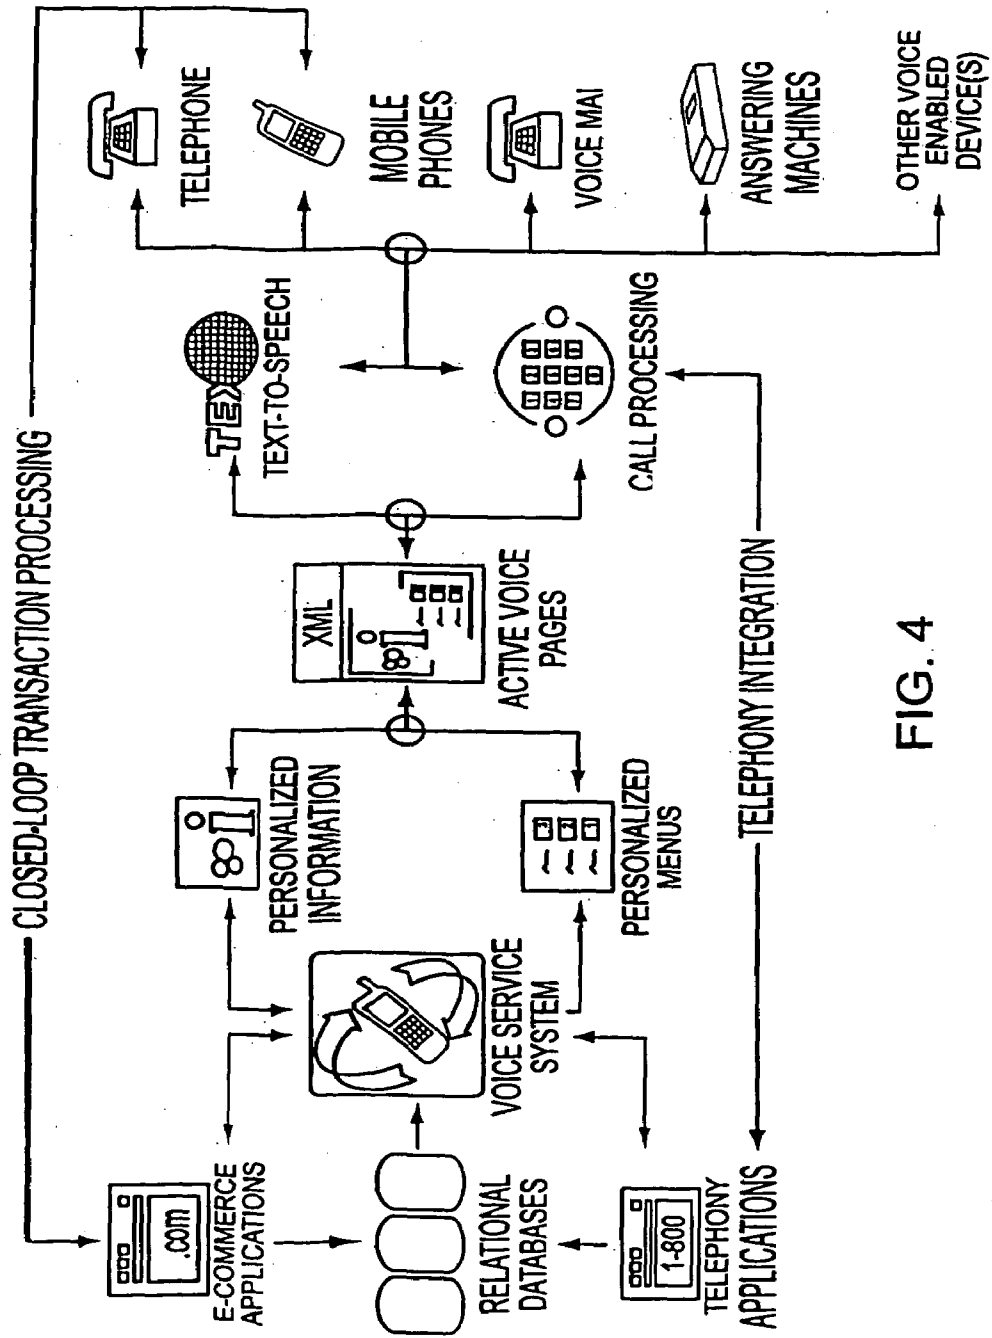 CLOSED-LOOP TRANSACTION PROCESSING
.com
E-COMMERCE
APPLICATIONS
RELATIONAL
DATABASES
1-800
TELEPHONY
APPLICATIONS
VOICE SERVICE
SYSTEM
PERSONALIZED
INFORMATION
PERSONALIZED
MENUS
XML
ACTIVE VOICE
PAGES
TEX
TEXT-TO-SPEECH
CALL PROCESSING
TELEPHONY INTEGRATION
TELEPHONE
MOBILE
PHONES
VOICE MAI
ANSWERING
MACHINES
OTHER VOICE
ENABLED
DEVICE(S)
FIG. 4